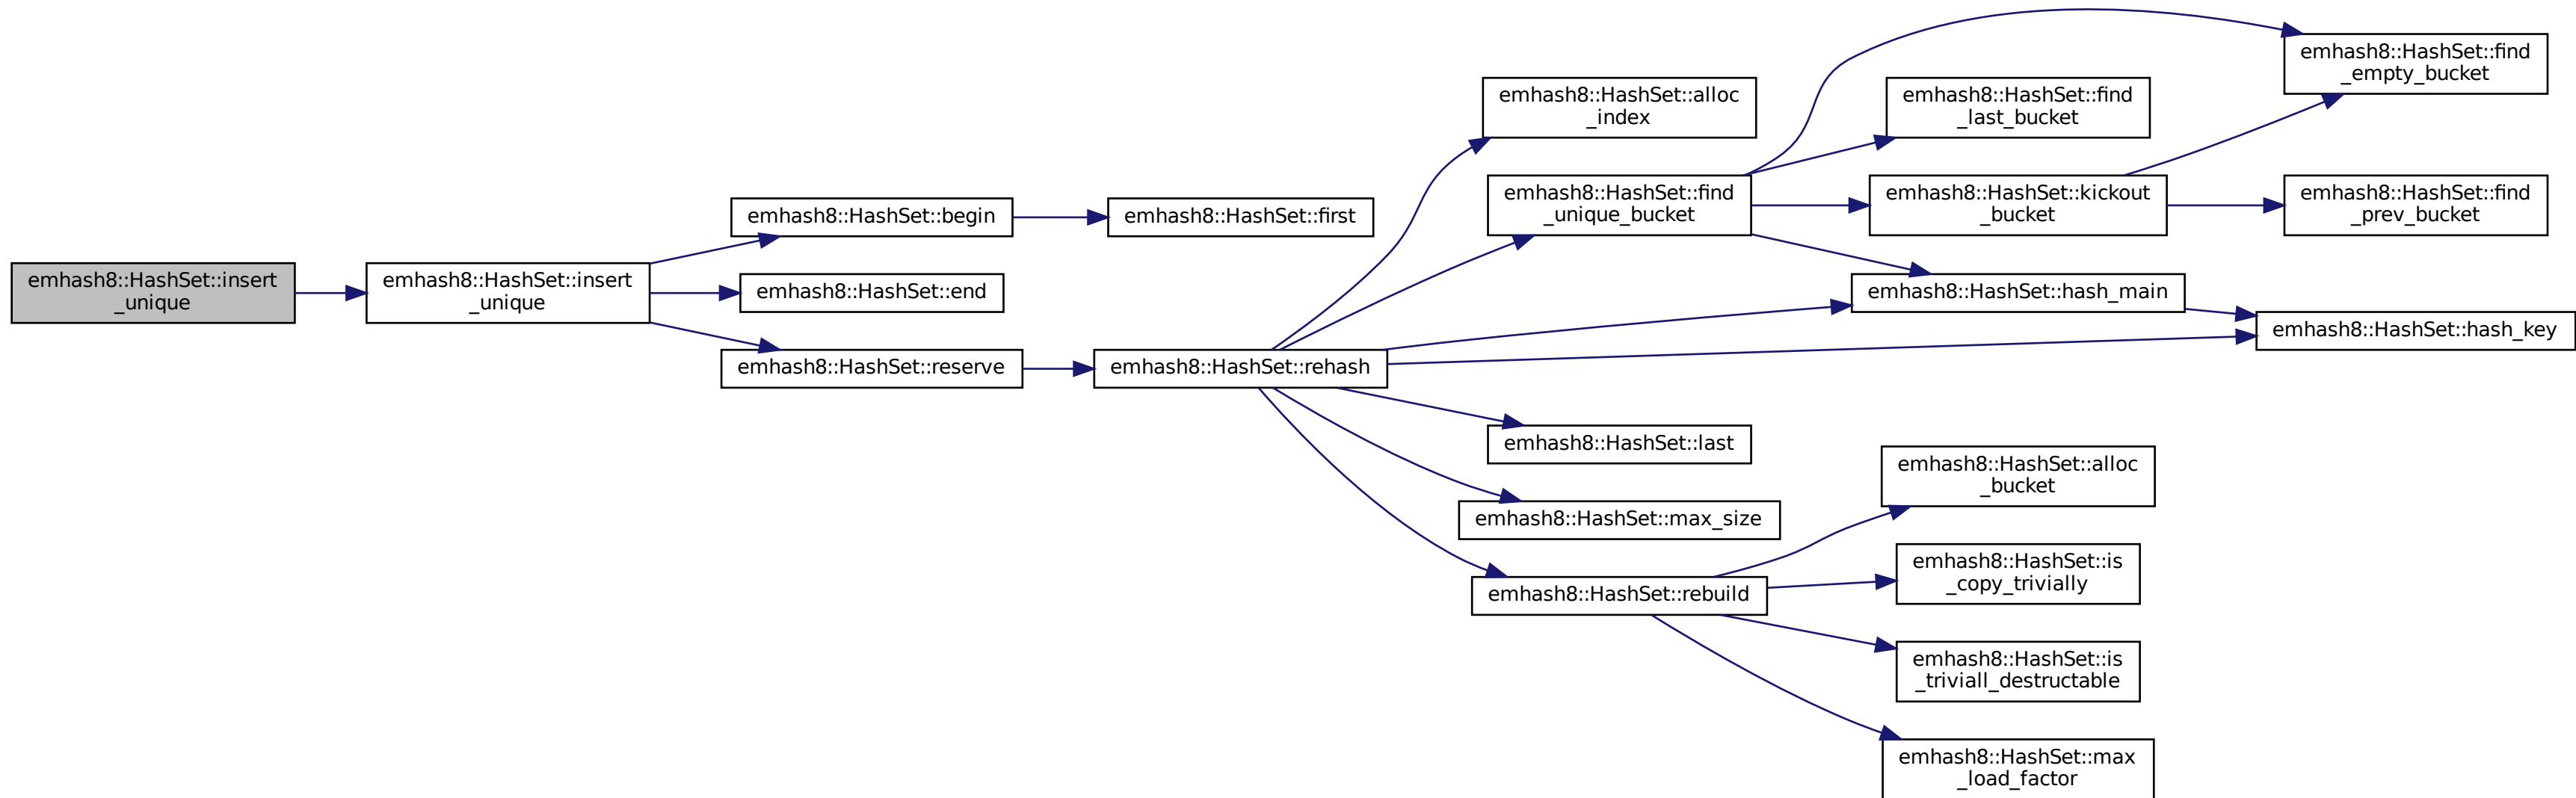 emhash8::HashSet::insert
_unique
emhash8::HashSet::insert
_unique
emhash8::HashSet::begin
emhash8::HashSet::first
emhash8::HashSet::end
emhash8::HashSet::reserve
emhash8::HashSet::rehash
emhash8::HashSet::alloc
_index
emhash8::HashSet::find
_unique_bucket
emhash8::HashSet::find
_empty_bucket
emhash8::HashSet::find
_last_bucket
emhash8::HashSet::kickout
_bucket
emhash8::HashSet::find
_prev_bucket
emhash8::HashSet::hash_main
emhash8::HashSet::hash_key
emhash8::HashSet::last
emhash8::HashSet::max_size
emhash8::HashSet::rebuild
emhash8::HashSet::alloc
_bucket
emhash8::HashSet::is
_copy_trivially
emhash8::HashSet::is
_triviall_destructable
emhash8::HashSet::max
_load_factor